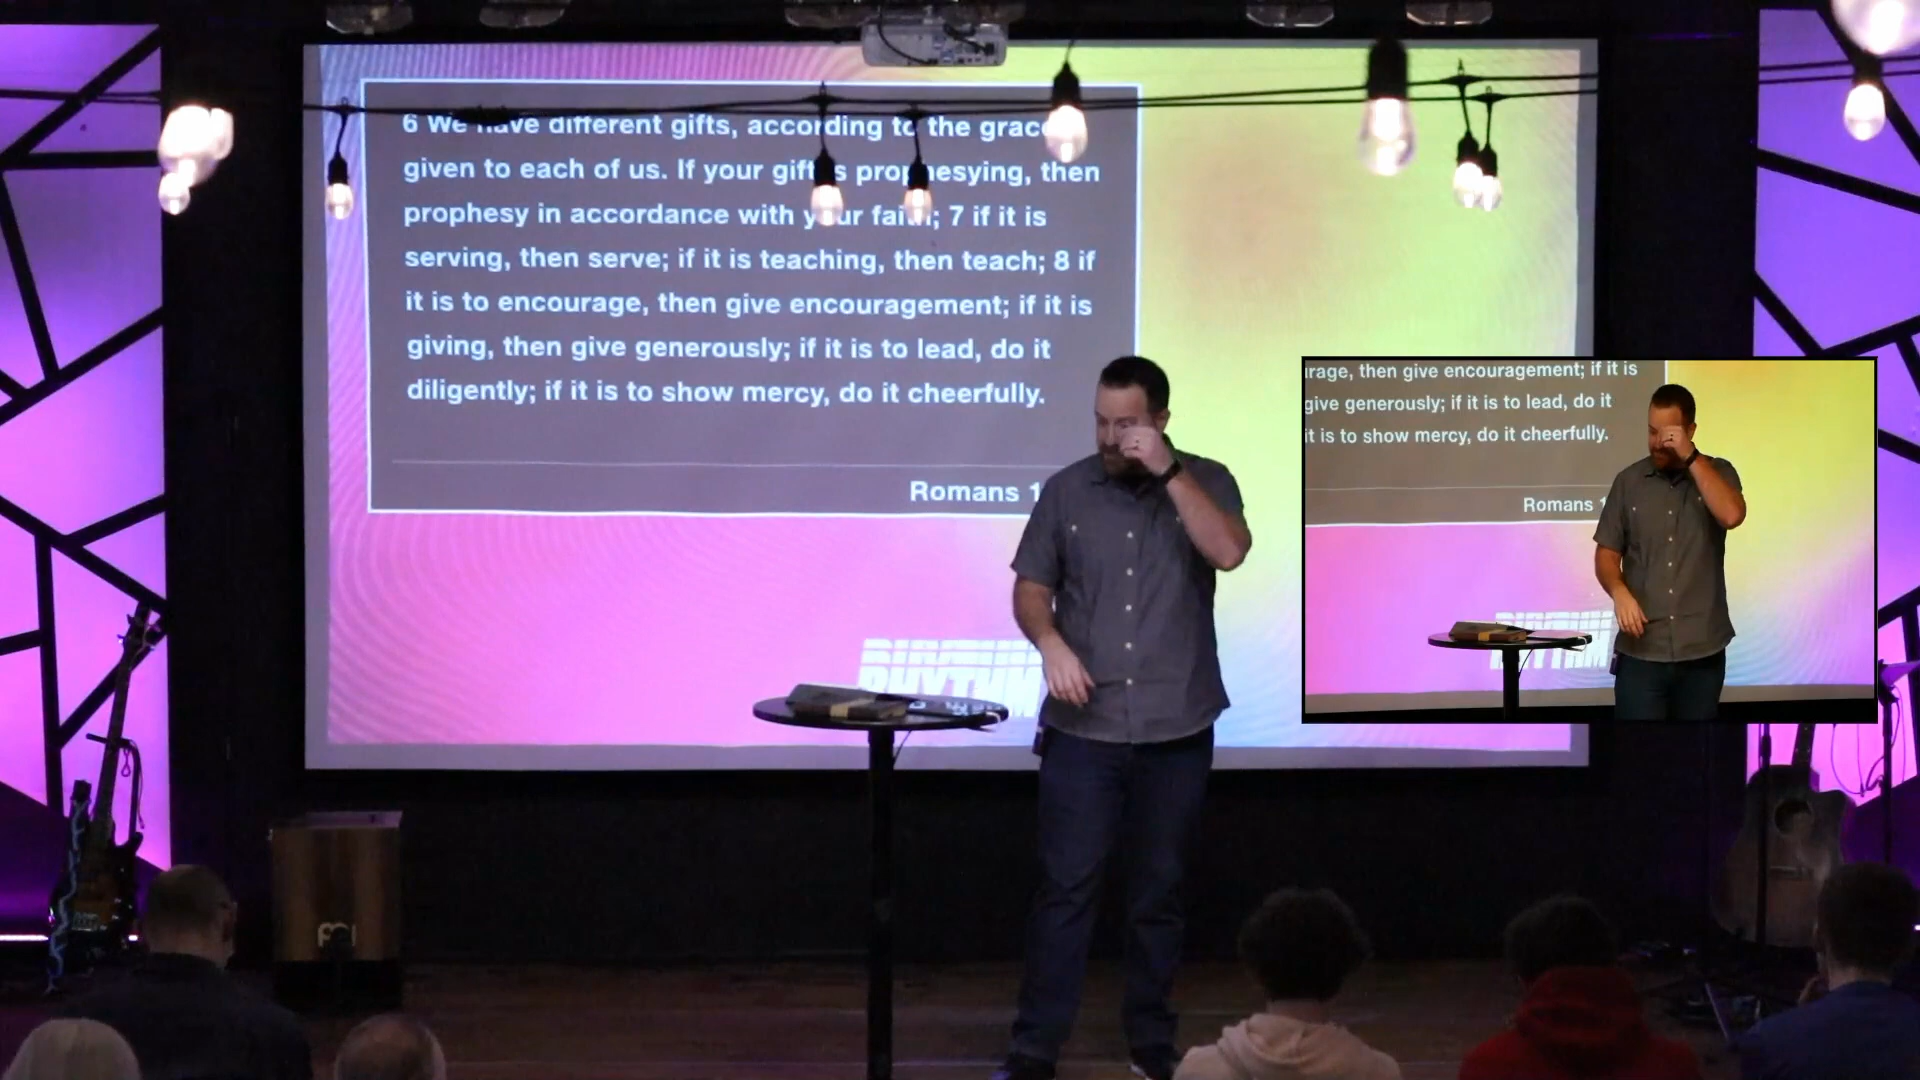 6 We have different gifts, according to the grace
given to each of us. If your gift is prophesying, then
prophesy in accordance with your faith; 7 if it is
serving, then serve; if it is teaching, then teach; 8 if
it is to encourage, then give encouragement; if it is
giving, then give generously; if it is to lead, do it
diligently; if it is to show mercy, do it cheerfully.
Romans 1
RHYTHM
then give encouragement; if it is
give generously; if it is to lead, do it
it is to show mercy, do it cheerfully.
Romans
RHYTHM